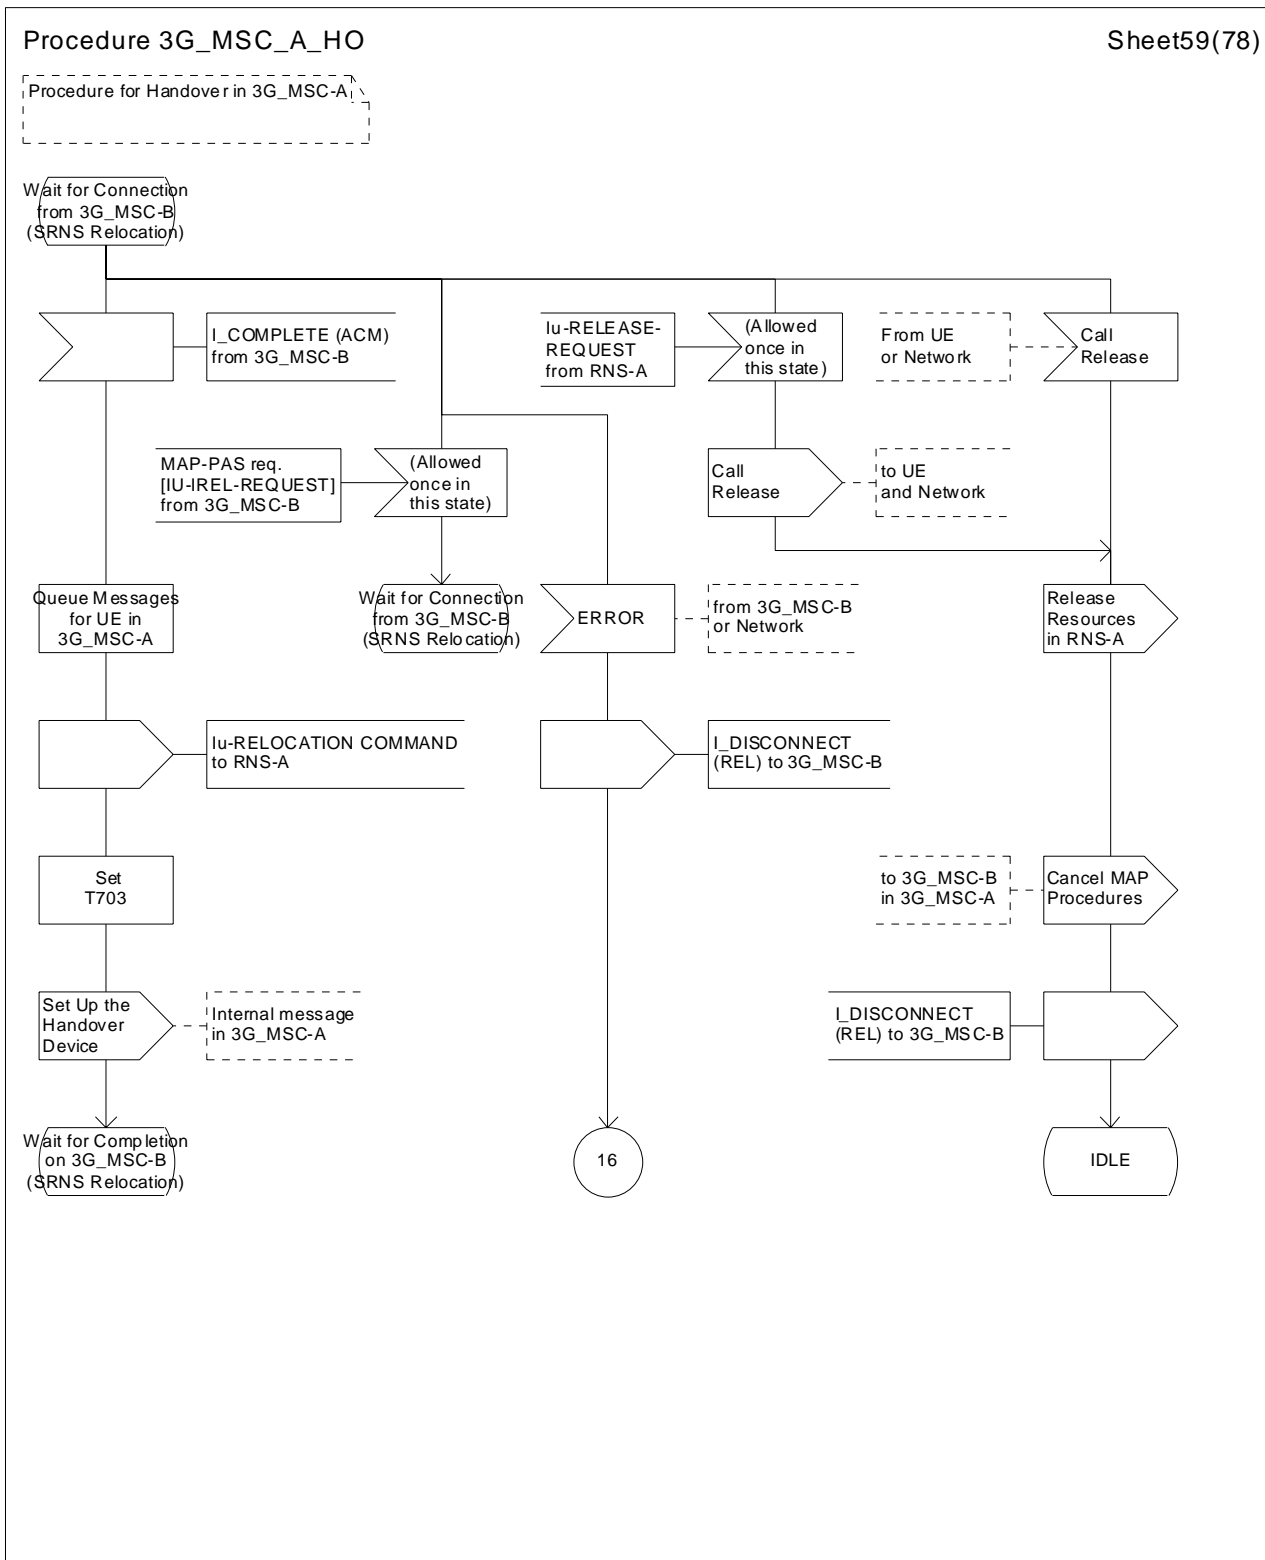 Procedure 3G_MSC_A_HO
Sheet59(78)
Procedure for Handover in 3G_MSC-A
Wait for Connection
from 3G_MSC-B
(SRNS Relocation)
I_COMPLETE (ACM)
from 3G_MSC-B
Iu-RELEASE-
REQUEST
from RNS-A
(Allowed
once in
this state)
From UE
or Network
Call
Release
MAP-PAS req.
[IU-IREL-REQUEST]
from 3G_MSC-B
(Allowed
once in
this state)
Call
Release
to UE
and Network
Queue Messages
for UE in
3G_MSC-A
Wait for Connection
from 3G_MSC-B
(SRNS Relocation)
ERROR
from 3G_MSC-B
or Network
Release
Resources
in RNS-A
Iu-RELOCATION COMMAND
to RNS-A
I_DISCONNECT
(REL) to 3G_MSC-B
Set
T703
to 3G_MSC-B
in 3G_MSC-A
Cancel MAP
Procedures
Set Up the
Handover
Device
Internal message
in 3G_MSC-A
I_DISCONNECT
(REL) to 3G_MSC-B
Wait for Completion
on 3G_MSC-B
(SRNS Relocation)
16
IDLE